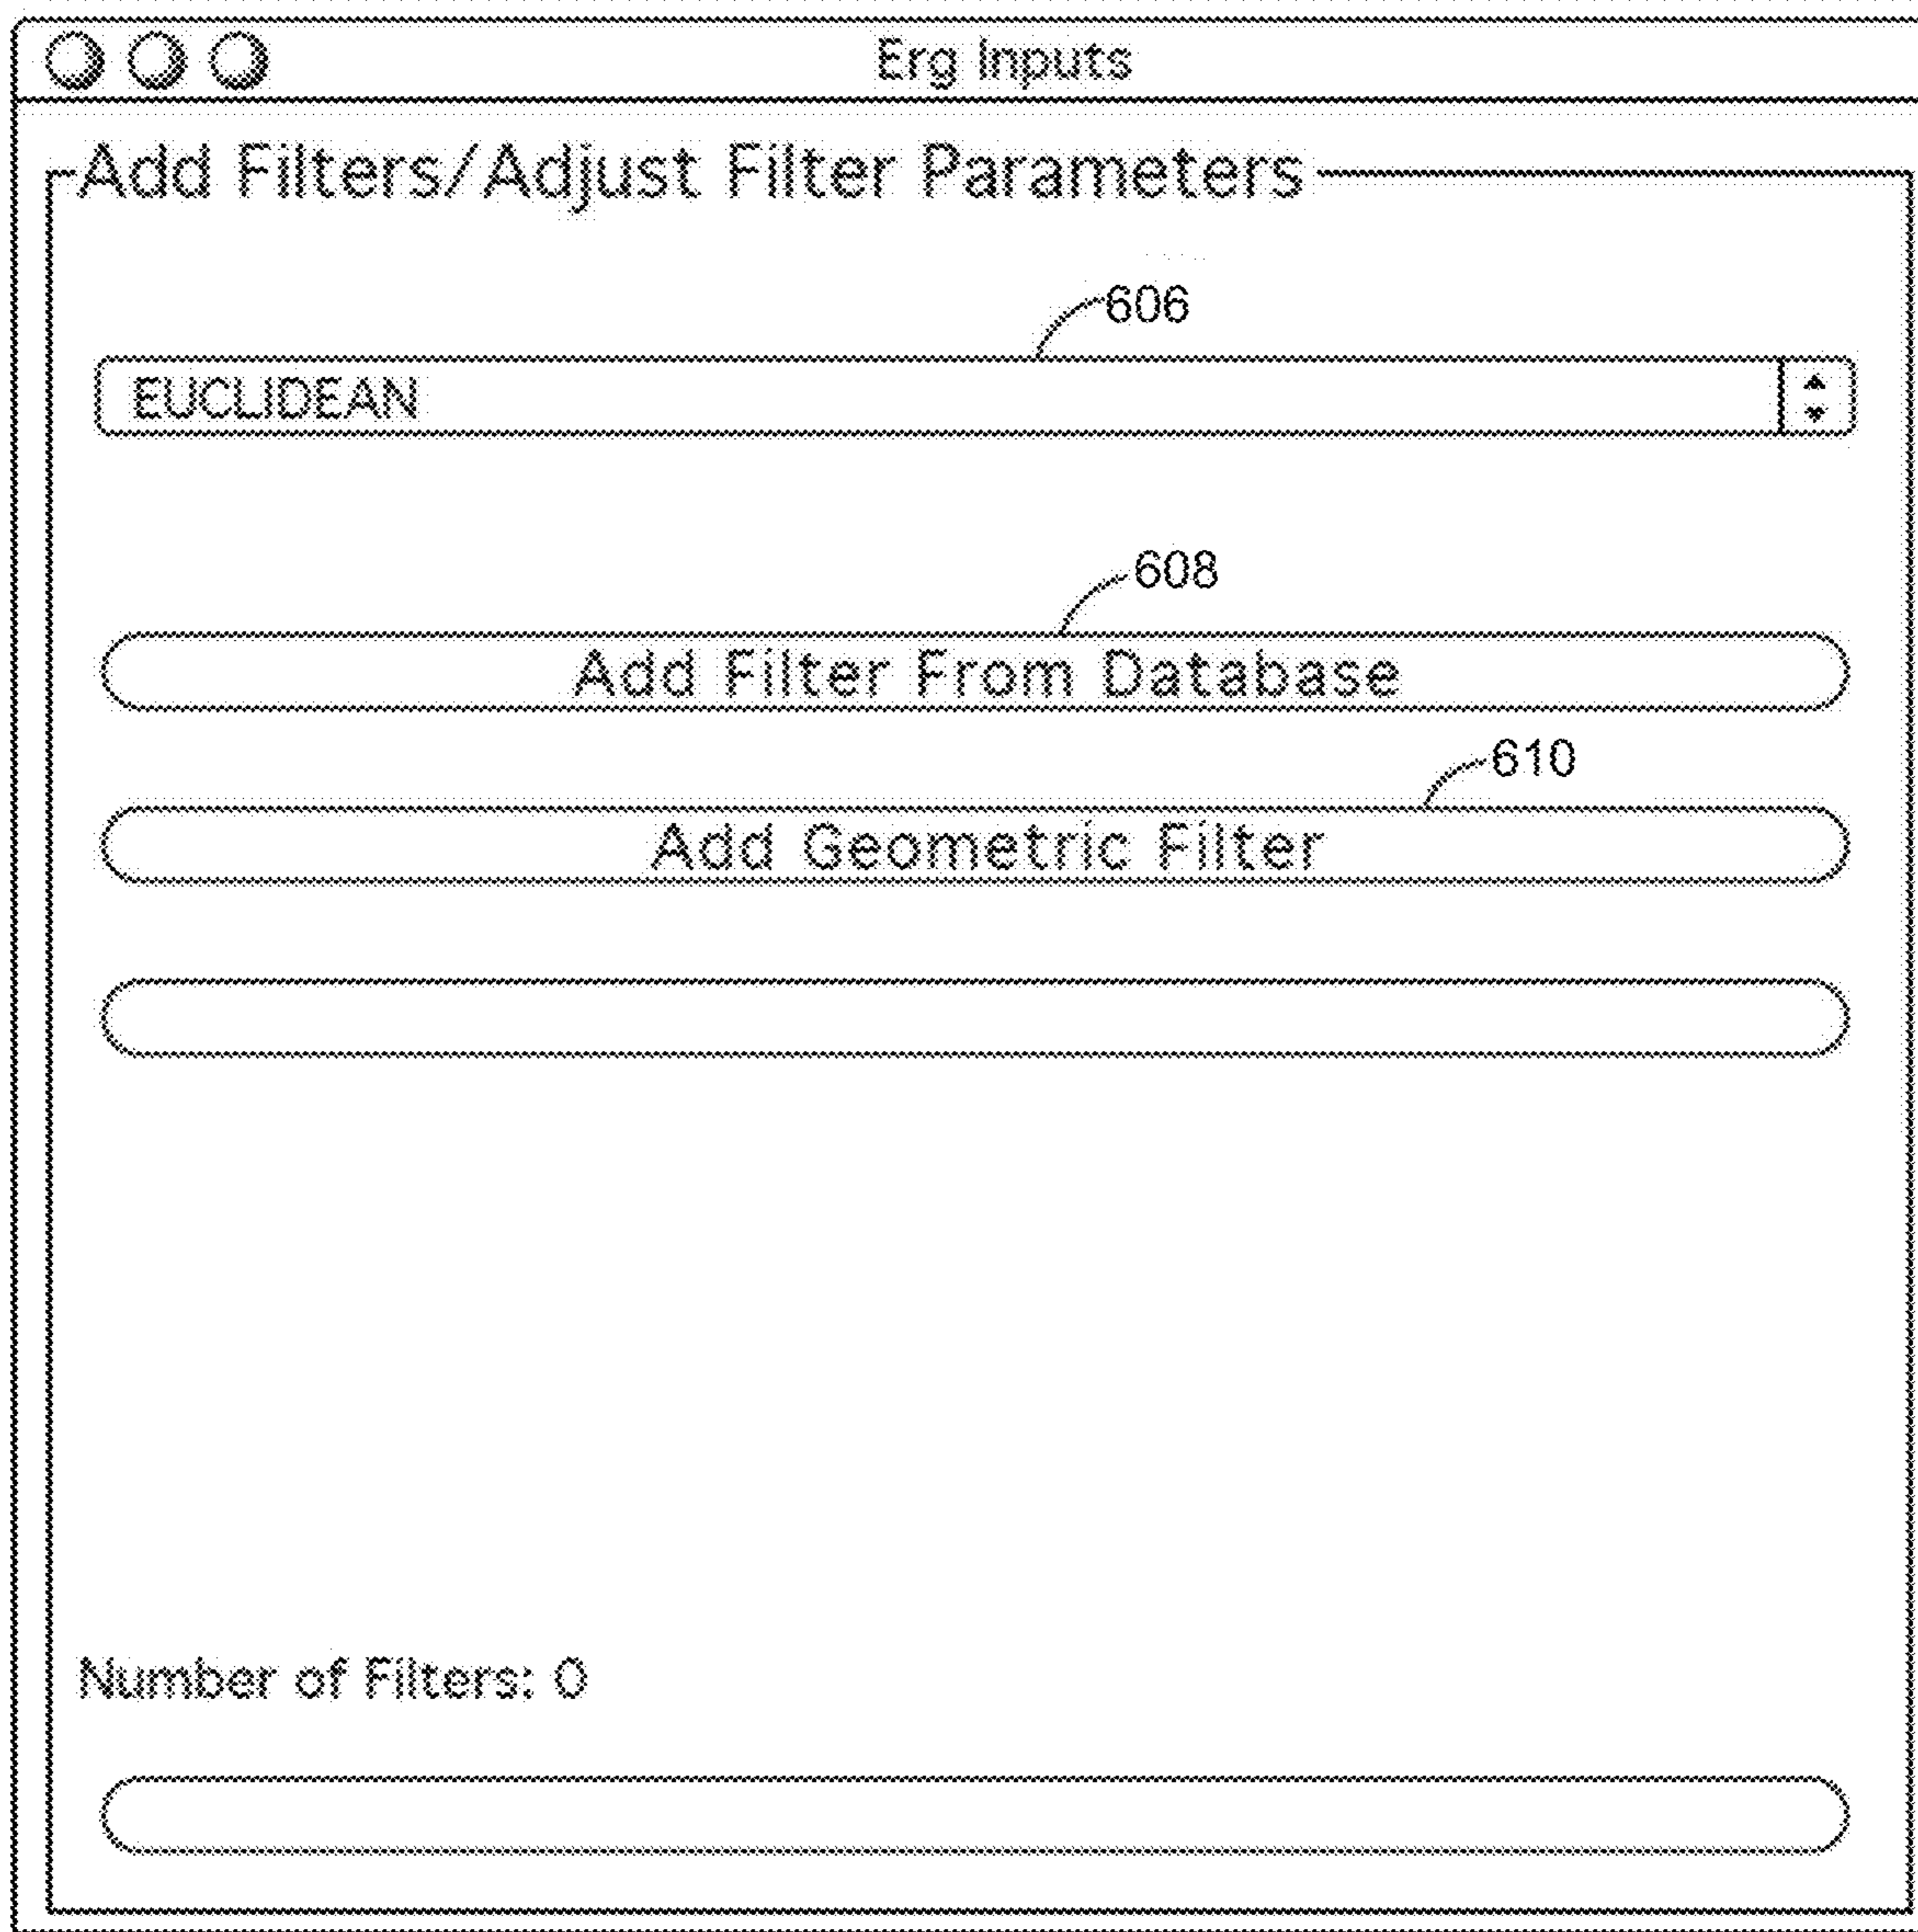 Erg Inputs
Add Filters/Adjust Filter Parameters
606
EUCLIDEAN
608
Add Filter From Database
610
Add Geometric Filter
Number of Filters: 0